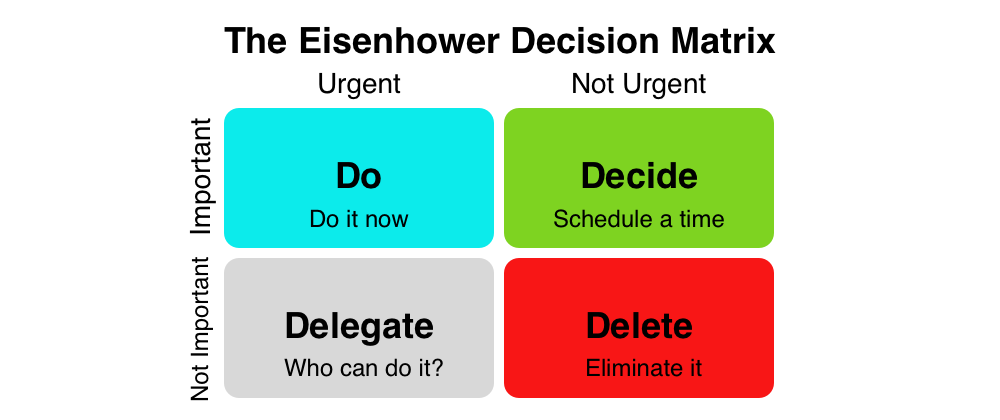 The Eisenhower Decision Matrix
Urgent
Not Urgent
Important
Do
Do it now
Decide
Schedule a time
Not Important
Delegate
Who can do it?
Delete
Eliminate it